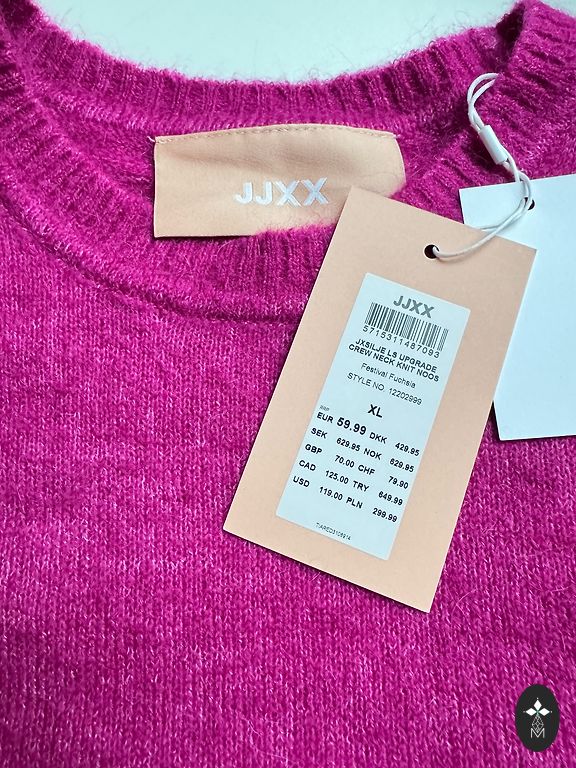 JJXX
JJXX
5715311487093
JXSILJE LS UPGRADE
CREW NECK KNIT NOOS
Festival Fuchsia
STYLE NO. 12202999
XL
RRP
EUR 59.99 DKK 429.95
SEK 629.95 NOK 629.95
GBP 70.00 CHF 79.90
CAD 125.00 TRY 649.99
USD 119.00 PLN 299.99
M